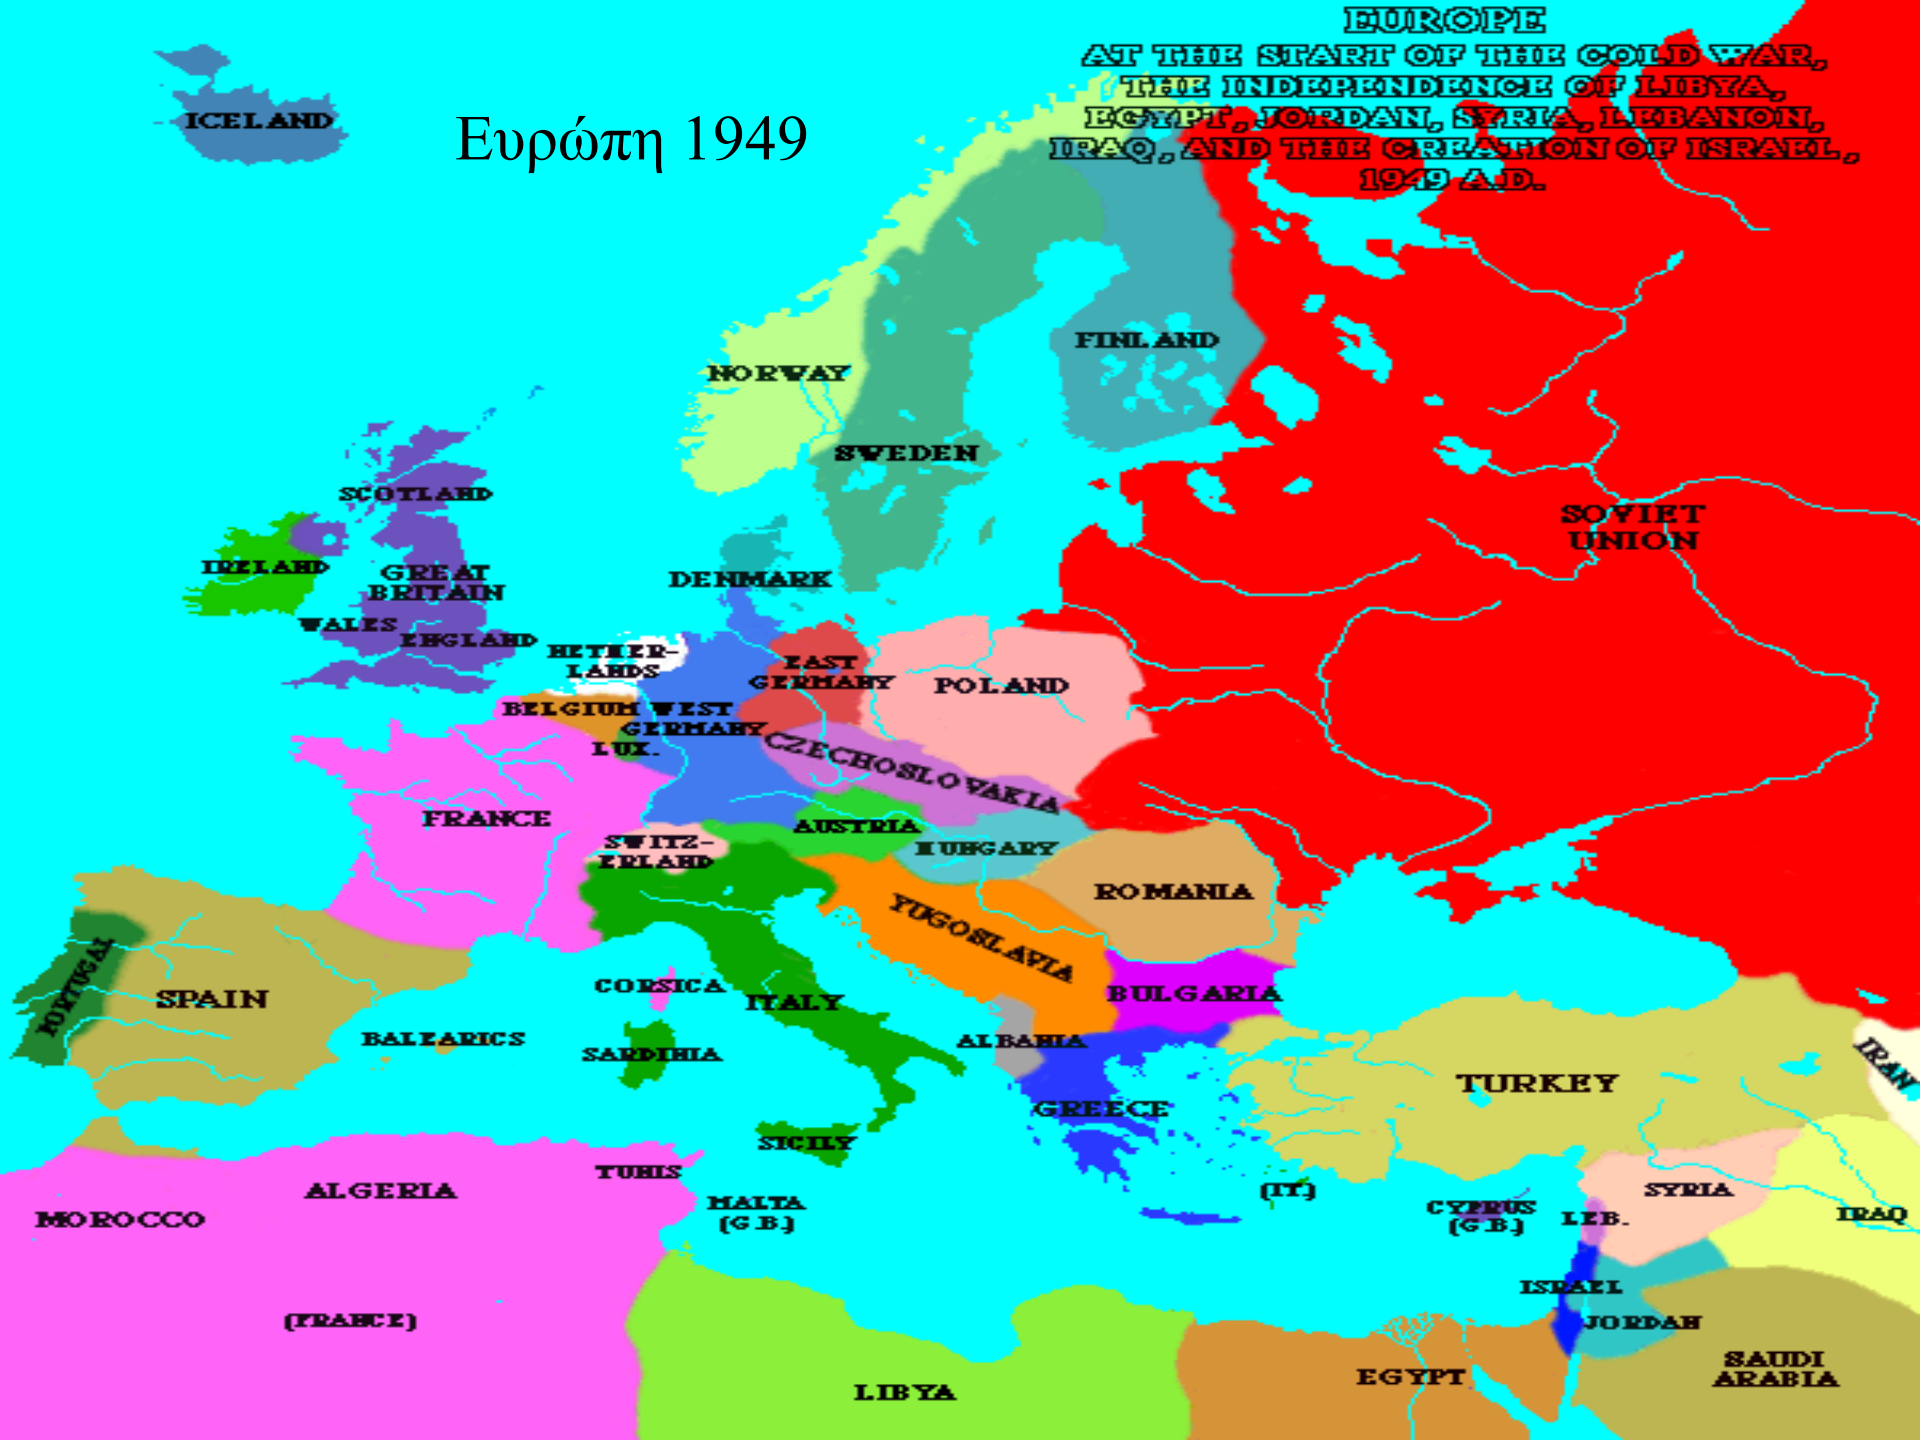 EUROPE
AT THE START OF THE COLD WAR,
THE INDEPENDENCE OF LIBYA,
EGYPT, JORDAN, SYRIA, LEBANON,
IRAQ, AND THE CREATION OF ISRAEL,
1949 A.D.
Ευρώπη 1949
ICELAND
FINLAND
NORWAY
SWEDEN
SCOTLAND
SOVIET
UNION
IRELAND
GREAT
BRITAIN
DENMARK
WALES
ENGLAND
NETHER-
LANDS
EAST
GERMANY
POLAND
BELGIUM
WEST
GERMANY
LUX.
CZECHOSLOVAKIA
FRANCE
AUSTRIA
SWITZ-
ERLAND
HUNGARY
ROMANIA
YUGOSLAVIA
PORTUGAL
SPAIN
CORSICA
ITALY
BULGARIA
BALEARICS
SARDINIA
ALBANIA
IRAN
TURKEY
GREECE
SICILY
TUNIS
ALGERIA
MOROCCO
MALTA
(G.B.)
(IT.)
CYPRUS
(G.B.)
SYRIA
LEB.
IRAQ
ISRAEL
JORDAN
(FRANCE)
SAUDI
ARABIA
EGYPT
LIBYA